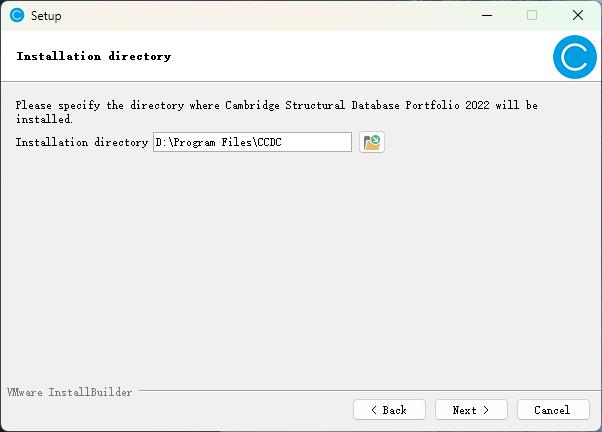 Setup
Installation directory
Please specify the directory where Cambridge Structural Database Portfolio 2022 will be
installed.
Installation directory D:\Program Files\CCDC
VMware InstallBuilder
< Back Next > Cancel